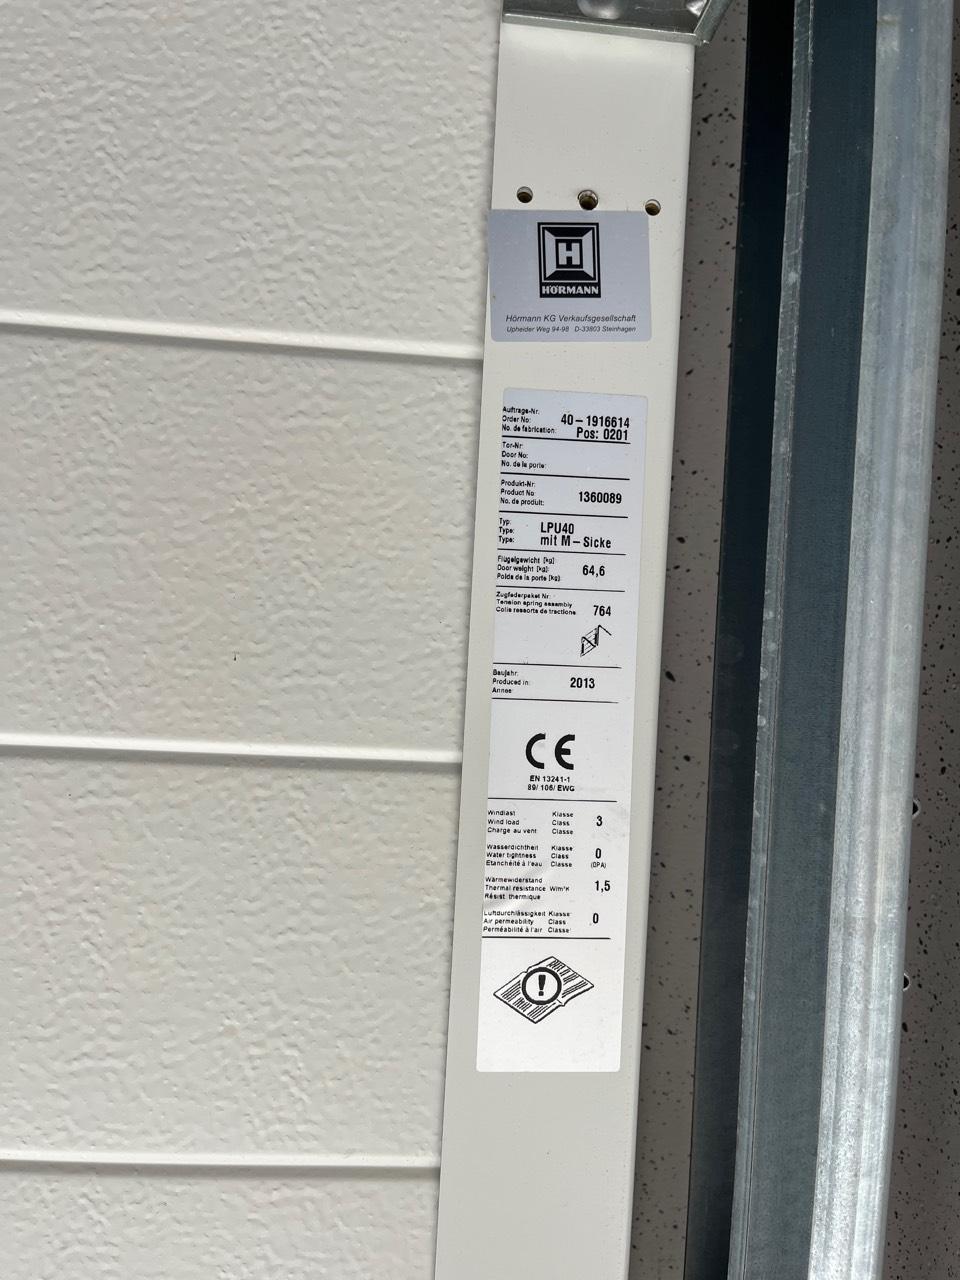 H
HÖRMANN
Hörmann KG Verkaufsgesellschaft
Upheider Weg 94-98 D-33803 Steinhagen
Auftrags-Nr.
Order No:
No. de fabrication:
40-1916614
Pos: 0201
Tor-Nr:
Door No:
No. de la porte:
Produkt-Nr:
Product No:
No. de produit:
1360089
Typ:
Type:
Type:
LPU40
mit M-Sicke
Flügelgewicht [kg]:
Door weight [kg]:
Poids de la porte [kg]:
64,6
Zugfederpaket Nr:
Tension spring assembly
Colis ressorts de tractions
764
Baujahr:
Produced in:
Annee:
2013
CE
EN 13241-1
89/ 106/ EWG
Windlast Klasse
Wind load Class
Charge au vent Classe
3
Wasserdichtheit Klasse
Water tightness Class
Etanchéité à l'eau Classe
0
(0PA)
Wärmewiderstand
Thermal resistance W/m²K
Résist. thermique
1,5
Luftdurchlässigkeit Klasse
Air permeability Class
Perméabilité à l'air Classe
0
!